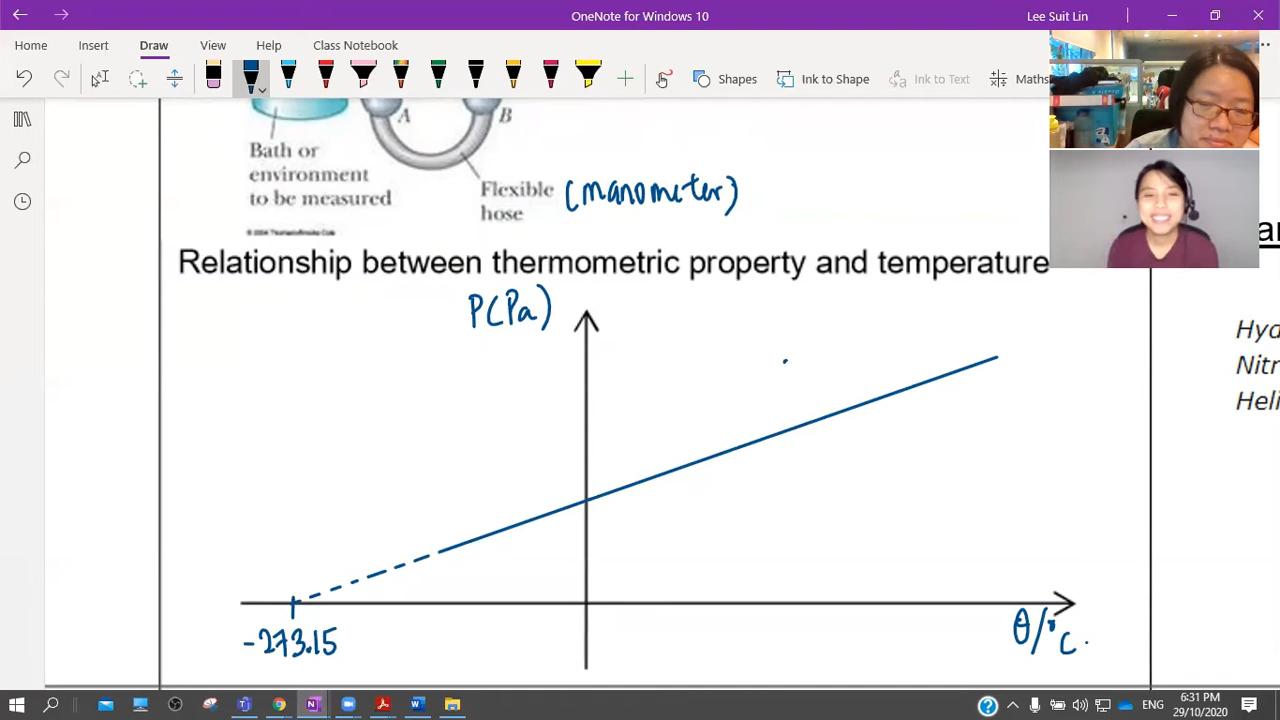 OneNote for Windows 10
Lee Suit Lin
Home Insert Draw View Help Class Notebook
Shapes Ink to Shape Ink to Text Maths
A B
Bath or
environment
to be measured
Flexible
hose
(manometer)
Relationship between thermometric property and temperature
P(Pa)
Hyd
Nitr
Heli
-273.15
θ/°C
W
ENG
6:31 PM
29/10/2020